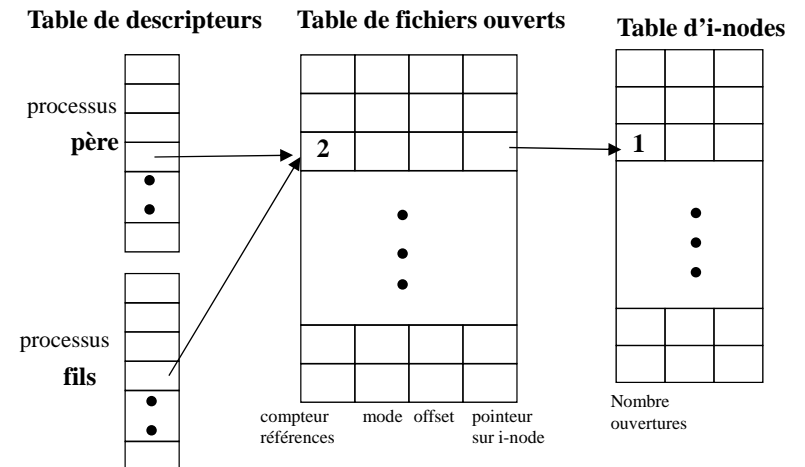 Table de descripteurs
Table de fichiers ouverts
Table d'i-nodes
processus
père
2
1
processus
fils
compteur
références
mode
offset
pointeur
sur i-node
Nombre
ouvertures